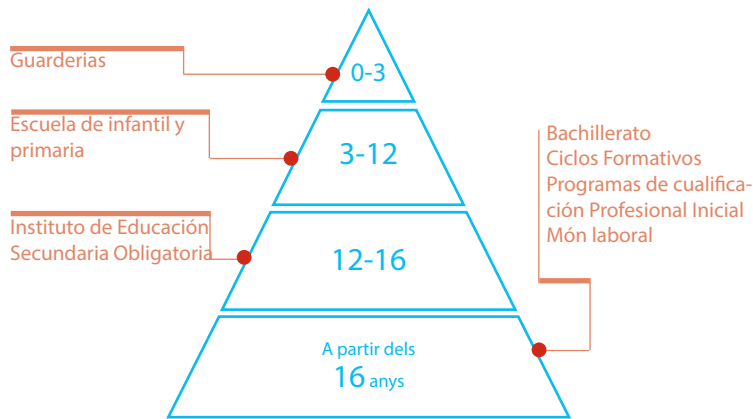 Guarderias
0-3
Escuela de infantil y
primaria
3-12
Instituto de Educación
Secundaria Obligatoria
12-16
Bachillerato
Ciclos Formativos
Programas de cualifica-
ción Profesional Inicial
Món laboral
A partir dels
16 anys